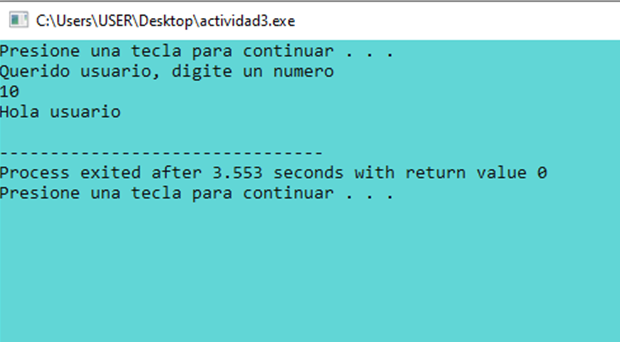 C:\Users\USER\Desktop\actividad3.exe
Presione una tecla para continuar . . .
Querido usuario, digite un numero
10
Hola usuario
--------------------------------
Process exited after 3.553 seconds with return value 0
Presione una tecla para continuar . . .